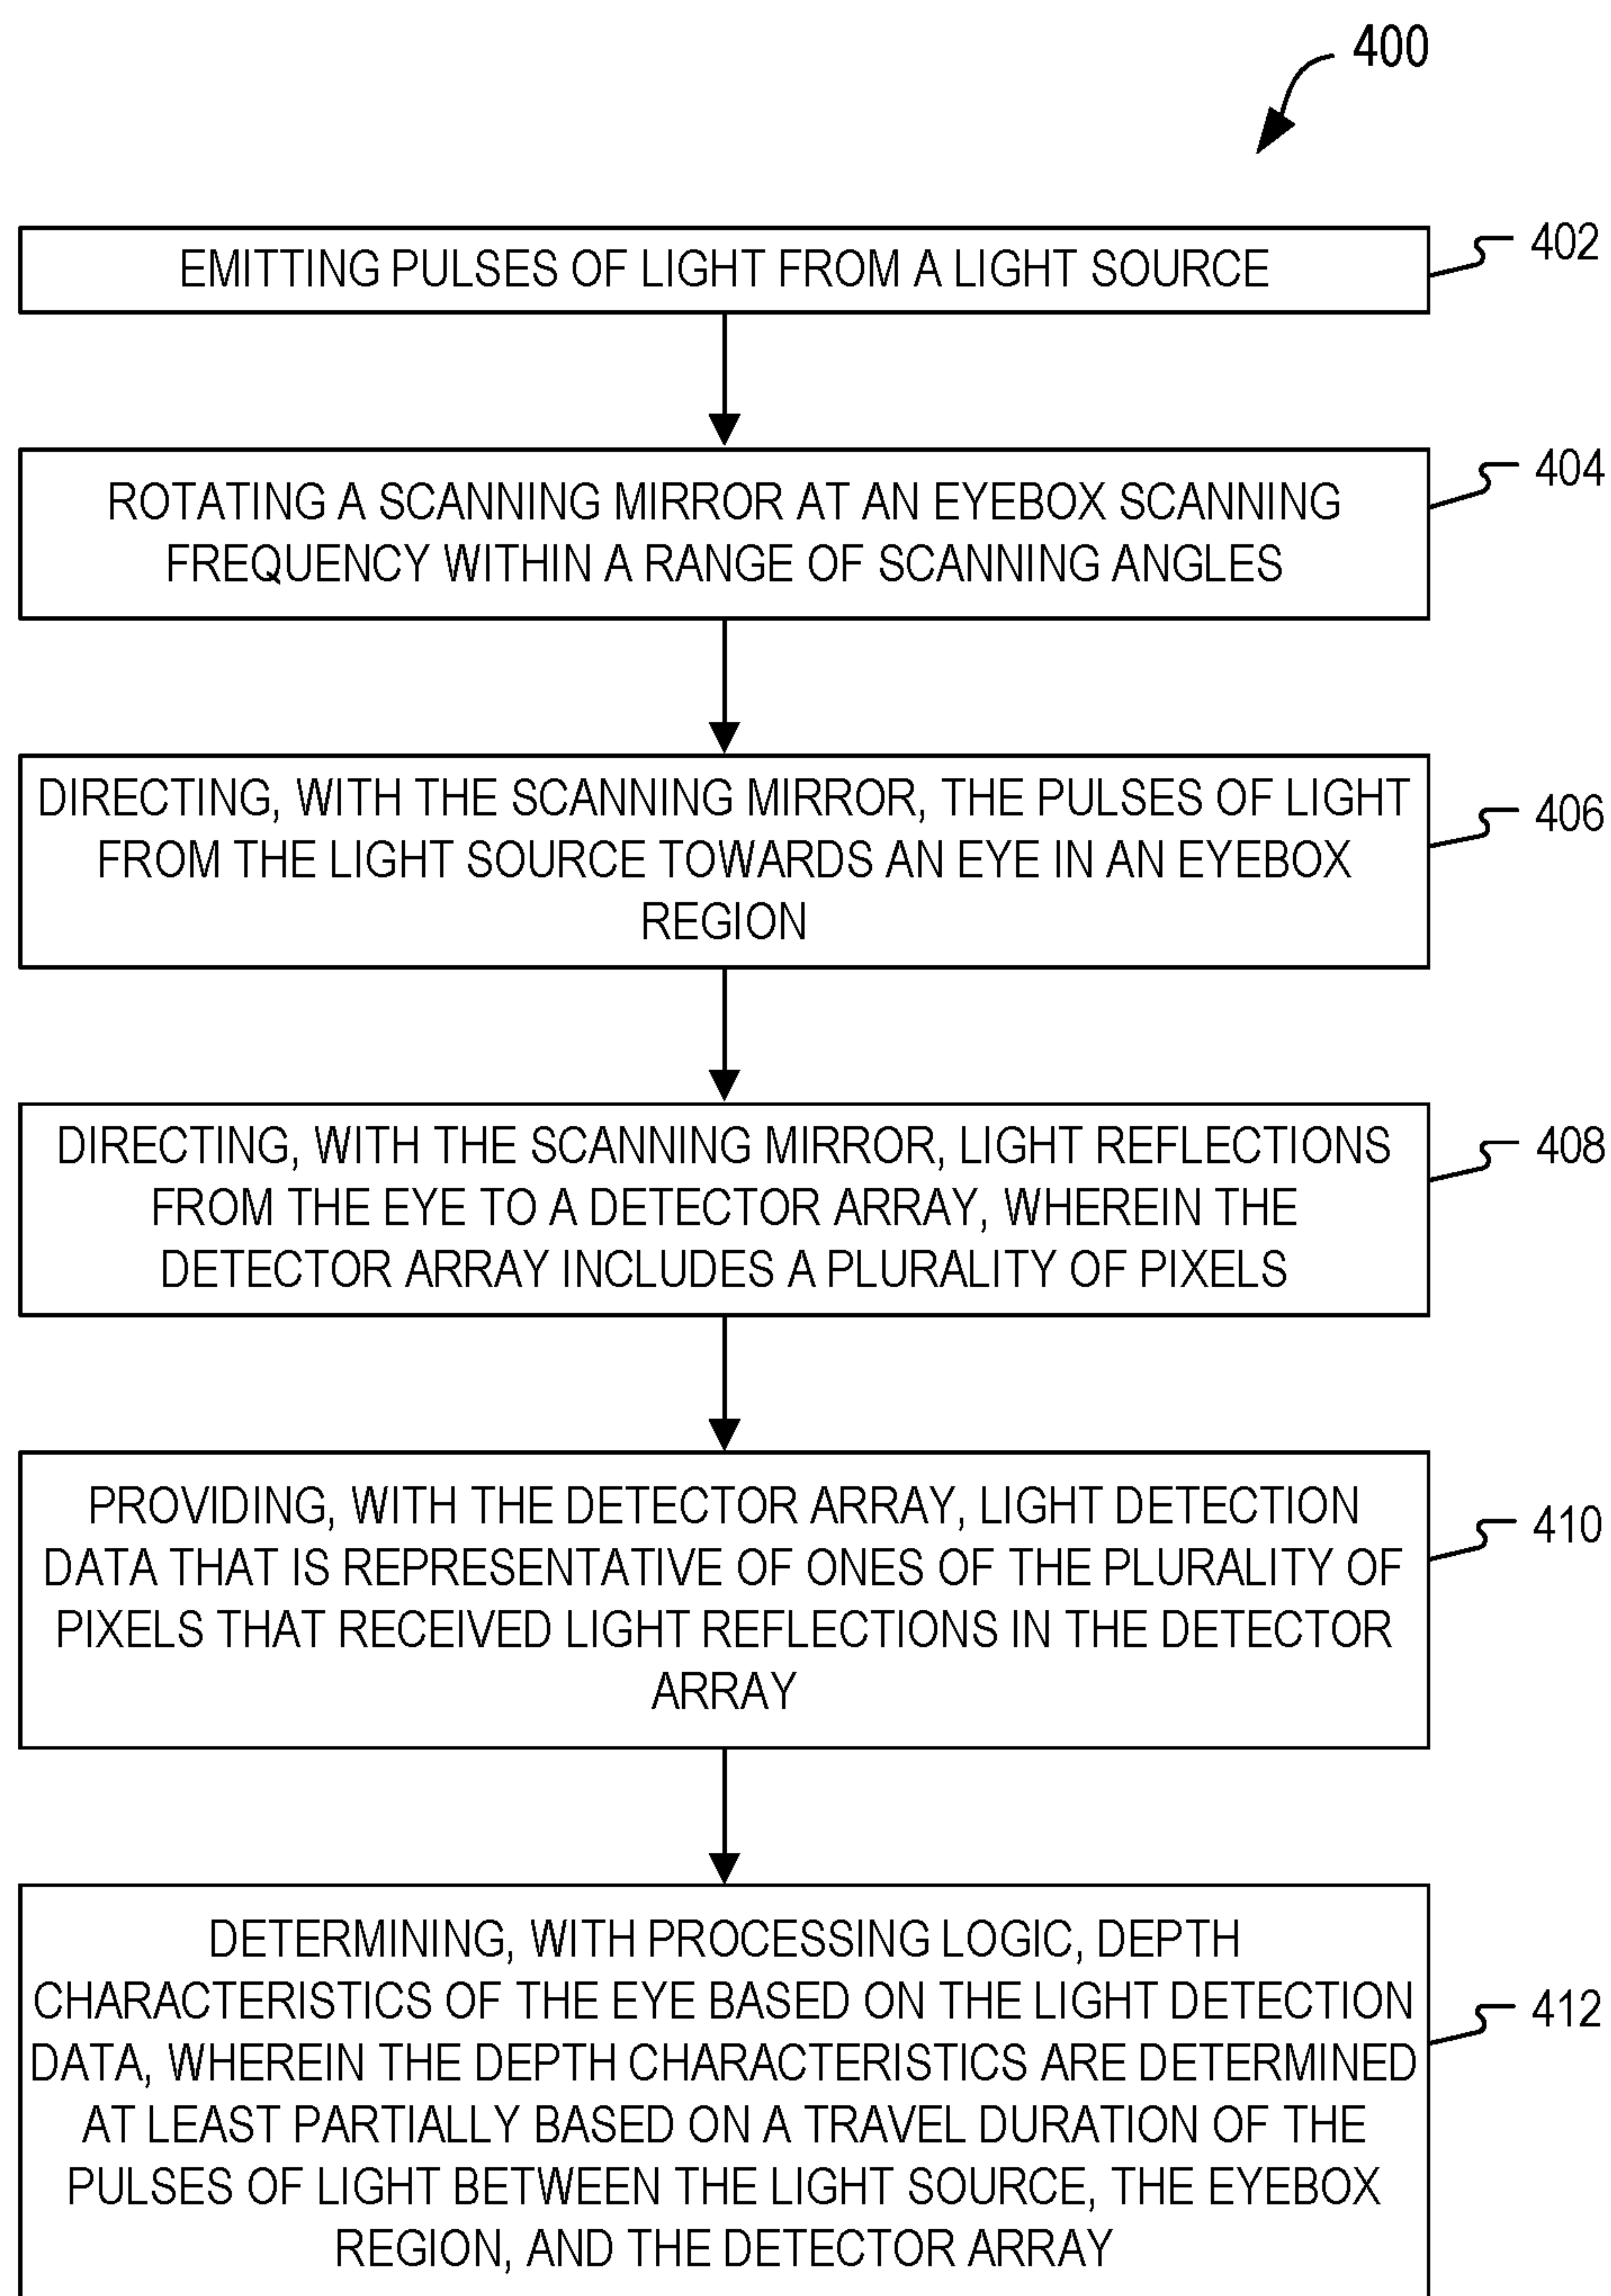 400
EMITTING PULSES OF LIGHT FROM A LIGHT SOURCE
402
ROTATING A SCANNING MIRROR AT AN EYEBOX SCANNING
FREQUENCY WITHIN A RANGE OF SCANNING ANGLES
404
DIRECTING, WITH THE SCANNING MIRROR, THE PULSES OF LIGHT
FROM THE LIGHT SOURCE TOWARDS AN EYE IN AN EYEBOX
REGION
406
DIRECTING, WITH THE SCANNING MIRROR, LIGHT REFLECTIONS
FROM THE EYE TO A DETECTOR ARRAY, WHEREIN THE
DETECTOR ARRAY INCLUDES A PLURALITY OF PIXELS
408
PROVIDING, WITH THE DETECTOR ARRAY, LIGHT DETECTION
DATA THAT IS REPRESENTATIVE OF ONES OF THE PLURALITY OF
PIXELS THAT RECEIVED LIGHT REFLECTIONS IN THE DETECTOR
ARRAY
410
DETERMINING, WITH PROCESSING LOGIC, DEPTH
CHARACTERISTICS OF THE EYE BASED ON THE LIGHT DETECTION
DATA, WHEREIN THE DEPTH CHARACTERISTICS ARE DETERMINED
AT LEAST PARTIALLY BASED ON A TRAVEL DURATION OF THE
PULSES OF LIGHT BETWEEN THE LIGHT SOURCE, THE EYEBOX
REGION, AND THE DETECTOR ARRAY
412